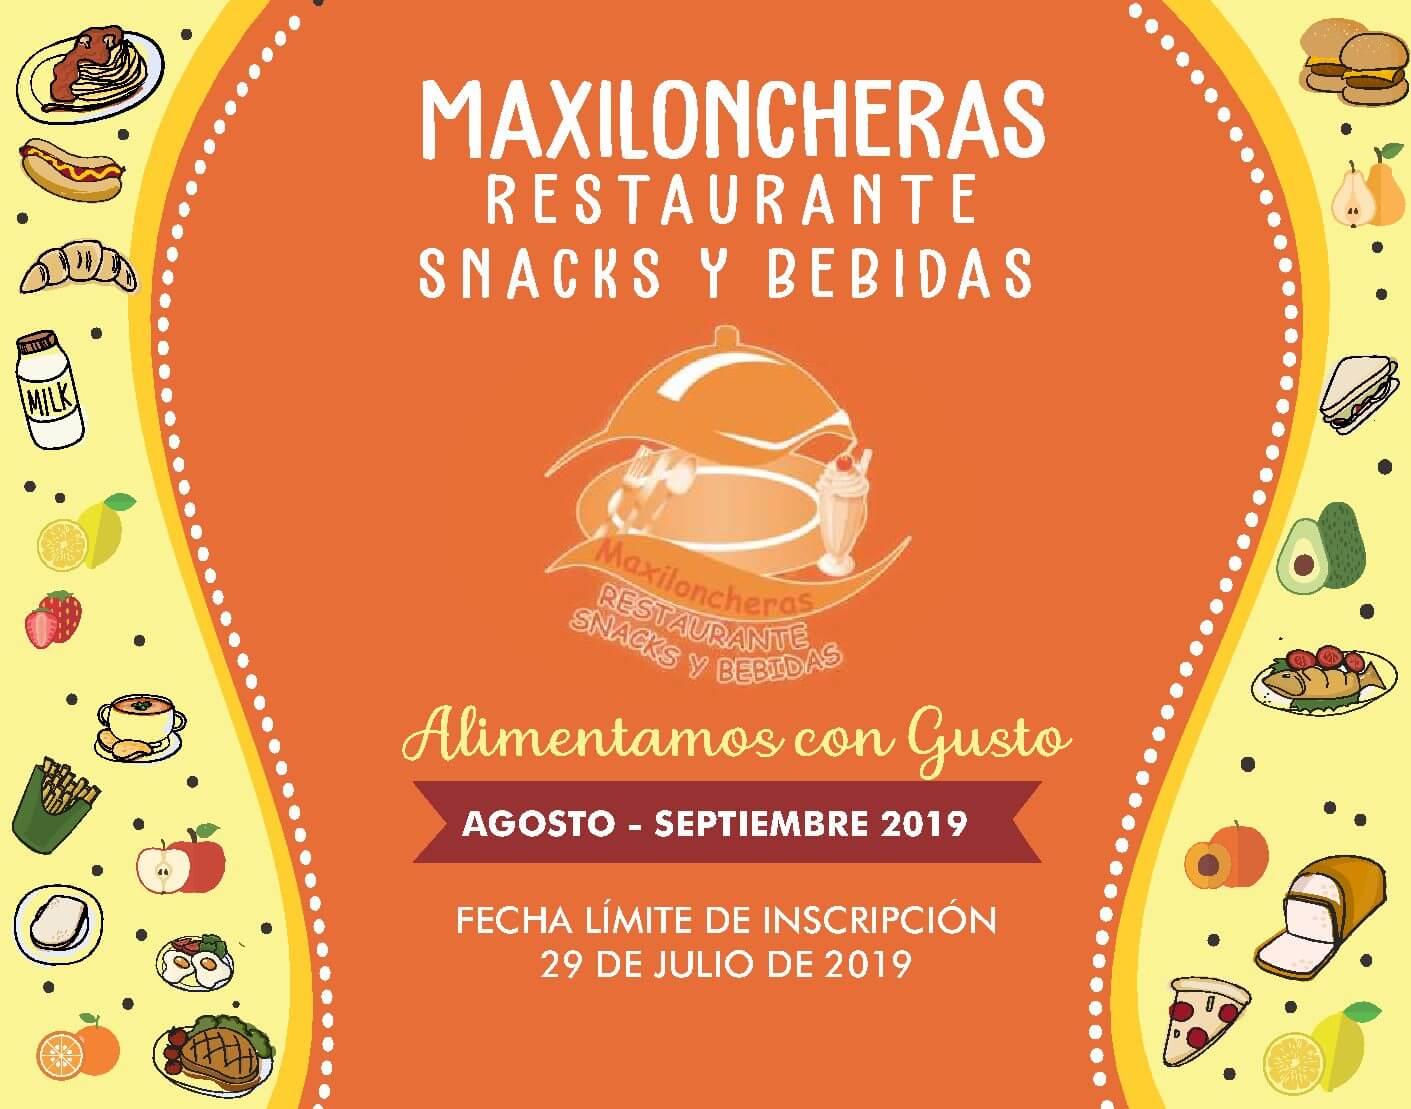 MAXILONCHERAS
RESTAURANTE
SNACKS Y BEBIDAS
MILK
Maxiloncheras
RESTAURANTE
SNACKS Y BEBIDAS
Alimentamos con Gusto
AGOSTO - SEPTIEMBRE 2019
FECHA LÍMITE DE INSCRIPCIÓN
29 DE JULIO DE 2019